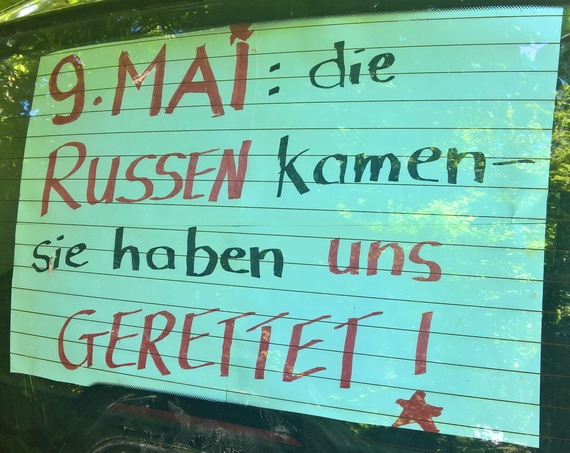 9. MAI: die
RUSSEN kamen-
sie haben uns
GERETTET!